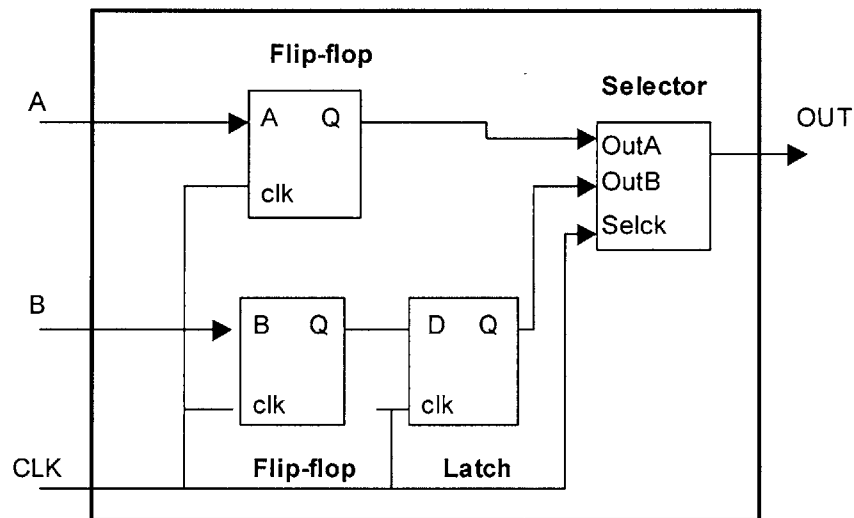 Flip-flop
Selector
A
A Q
OUT
OutA
OutB
clk
Selck
B
B Q
D Q
clk
clk
CLK
Flip-flop
Latch